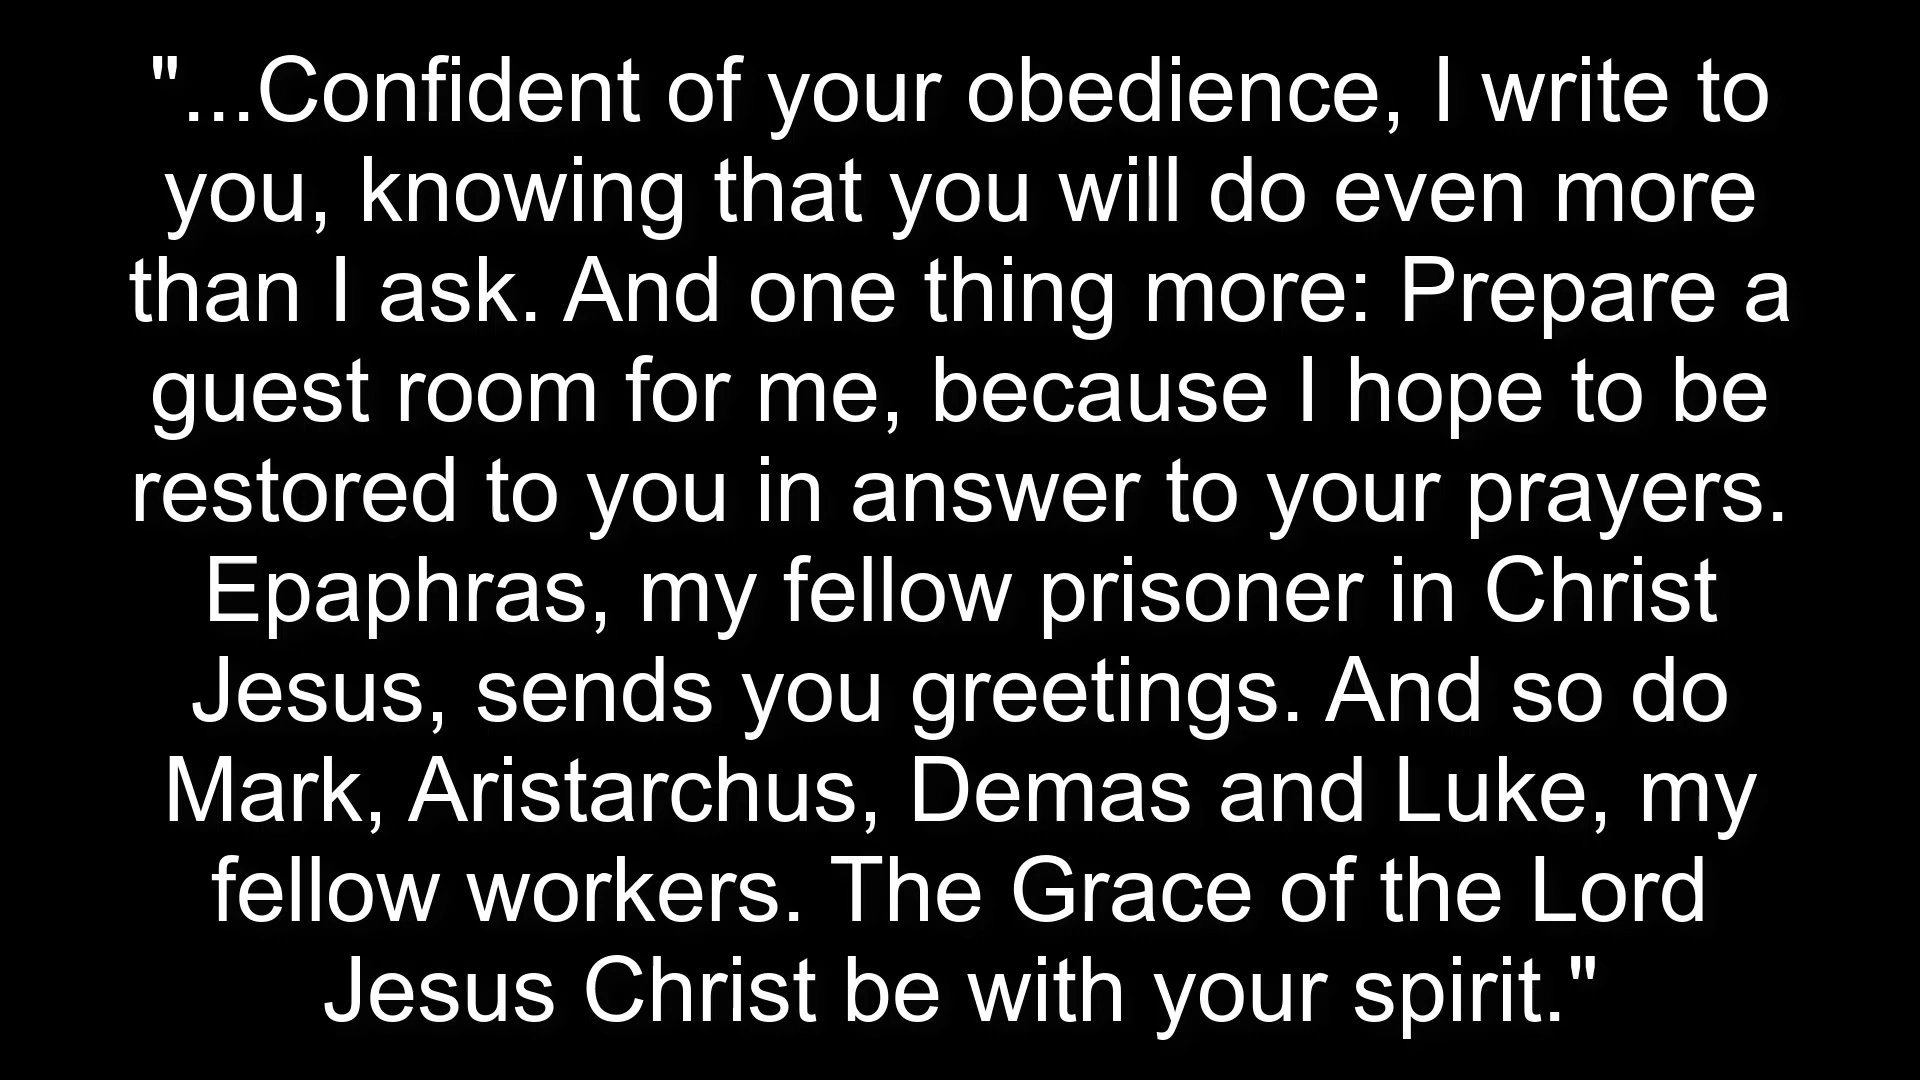 "...Confident of your obedience, I write to
you, knowing that you will do even more
than I ask. And one thing more: Prepare a
guest room for me, because I hope to be
restored to you in answer to your prayers.
Epaphras, my fellow prisoner in Christ
Jesus, sends you greetings. And so do
Mark, Aristarchus, Demas and Luke, my
fellow workers. The Grace of the Lord
Jesus Christ be with your spirit."